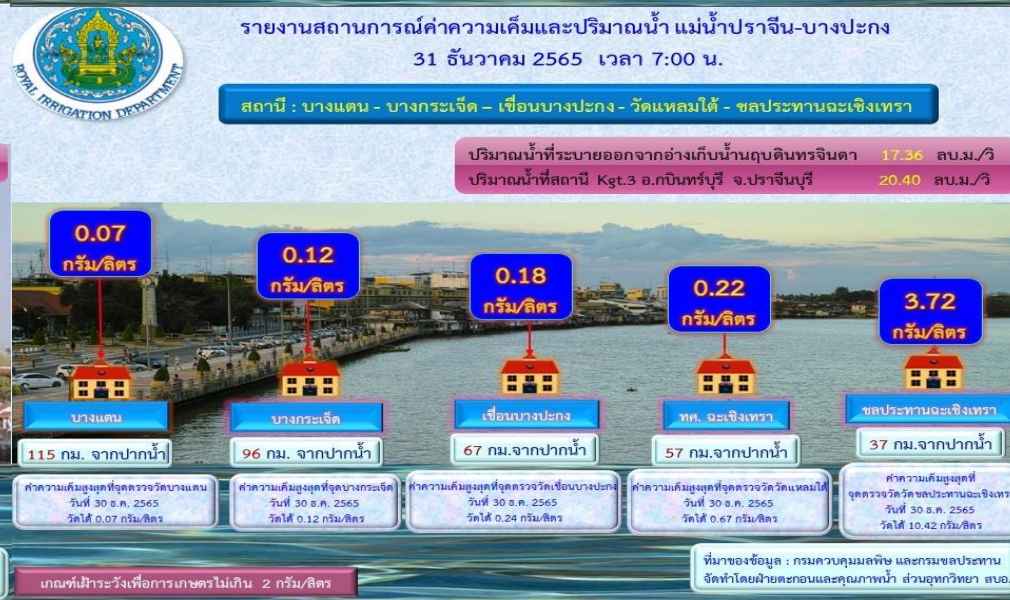 รายงานสถานการณ์ค่าความเค็มและปริมาณน้ำ แม่น้ำปราจีน-บางปะกง
31 ธันวาคม 2565 เวลา 7:00 น.
ROYAL IRRIGATION DEPARTMENT
สถานี : บางแตน - บางกระเจ็ด – เขื่อนบางปะกง - วัดแหลมใต้ - ชลประทานฉะเชิงเทรา
ปริมาณน้ำที่ระบายออกจากอ่างเก็บน้ำนฤบดินทรจินดา 17.36 ลบ.ม./วิ
ปริมาณน้ำที่สถานี Kgt.3 อ.กบินทร์บุรี จ.ปราจีนบุรี 20.40 ลบ.ม./วิ
0.07
กรัม/ลิตร
0.12
กรัม/ลิตร
0.18
กรัม/ลิตร
0.22
กรัม/ลิตร
3.72
กรัม/ลิตร
บางแตน
บางกระเจ็ด
เขื่อนบางปะกง
ทศ. ฉะเชิงเทรา
ชลประทานฉะเชิงเทรา
115 กม. จากปากน้ำ
96 กม. จากปากน้ำ
67 กม.จากปากน้ำ
57 กม.จากปากน้ำ
37 กม.จากปากน้ำ
ค่าความเค็มสูงสุดที่จุดตรวจวัดบางแตน
วันที่ 30 ธ.ค. 2565
วัดได้ 0.07 กรัม/ลิตร
ค่าความเค็มสูงสุดที่จุดบางกระเจ็ด
วันที่ 30 ธ.ค. 2565
วัดได้ 0.12 กรัม/ลิตร
ค่าความเค็มสูงสุดที่จุดตรวจวัดเขื่อนบางปะกง
วันที่ 30 ธ.ค. 2565
วัดได้ 0.24 กรัม/ลิตร
ค่าความเค็มสูงสุดที่จุดตรวจวัดวัดแหลมใต้
วันที่ 30 ธ.ค. 2565
วัดได้ 0.67 กรัม/ลิตร
ค่าความเค็มสูงสุดที่
จุดตรวจวัดวัดชลประทานฉะเชิงเทรา
วันที่ 30 ธ.ค. 2565
วัดได้ 10.42 กรัม/ลิตร
เกณฑ์เฝ้าระวังเพื่อการเกษตรไม่เกิน 2 กรัม/ลิตร
ที่มาของข้อมูล : กรมควบคุมมลพิษ และกรมชลประทาน
จัดทำโดยฝ่ายตะกอนและคุณภาพน้ำ ส่วนอุทกวิทยา สบอ.